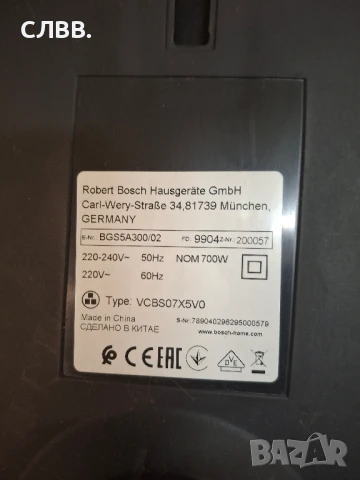 СЛВВ.
Robert Bosch Hausgeräte GmbH
Carl-Wery-Straße 34,81739 München,
GERMANY
E-Nr. BGS5A300/02 FD. 9904 Z-Nr. 200057
220-240V~ 50Hz NOM 700W
220V~ 60Hz
Type: VCBS07X5V0
Made in China
СДЕЛАНО В КИТАЕ
S-Nr. 789040296295000579
CE EAC DVE
www.bosch-home.com
BAZAR